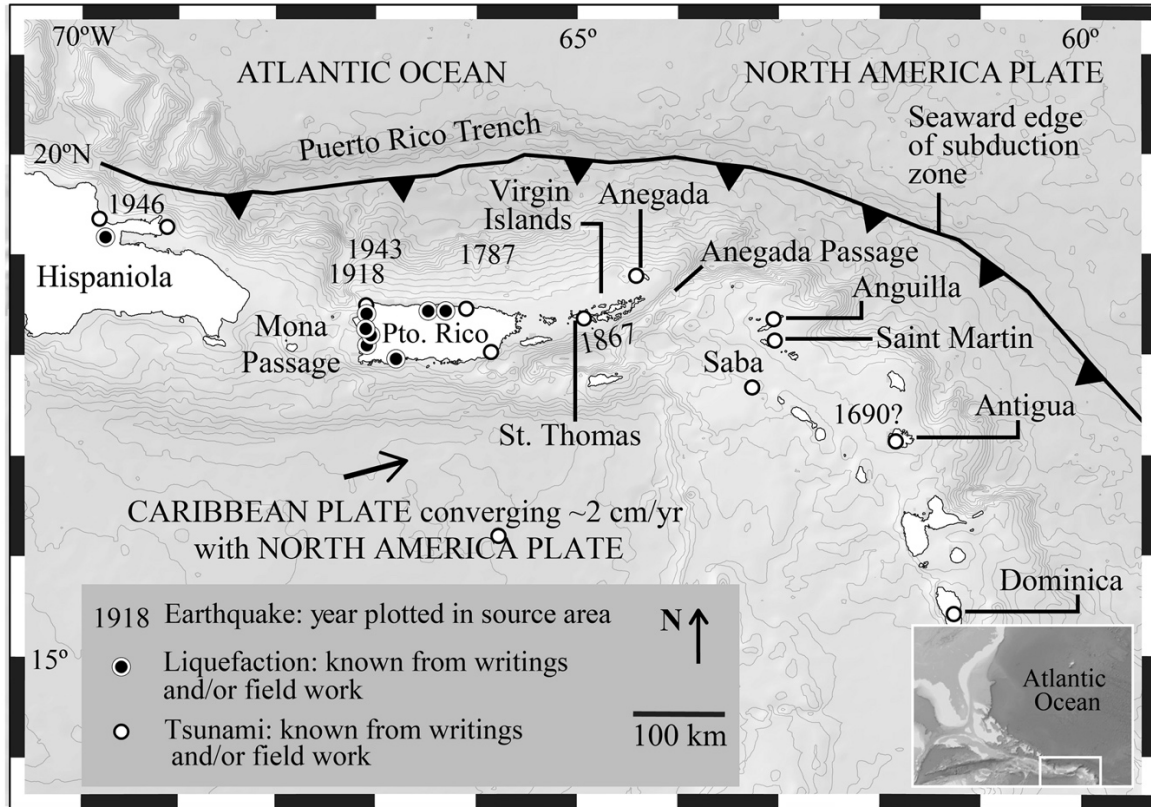 70ºW
65º
60º
ATLANTIC OCEAN
NORTH AMERICA PLATE
Puerto Rico Trench
Seaward edge
of subduction
zone
20ºN
Virgin
Islands
Anegada
1946
1943
1918
1787
Anegada Passage
Hispaniola
Anguilla
Mona
Passage
Pto. Rico
1867
Saint Martin
Saba
1690?
Antigua
St. Thomas
CARIBBEAN PLATE converging ~2 cm/yr
with NORTH AMERICA PLATE
Dominica
1918 Earthquake: year plotted in source area
N
Liquefaction: known from writings
and/or field work
15º
Tsunami: known from writings
and/or field work
100 km
Atlantic
Ocean